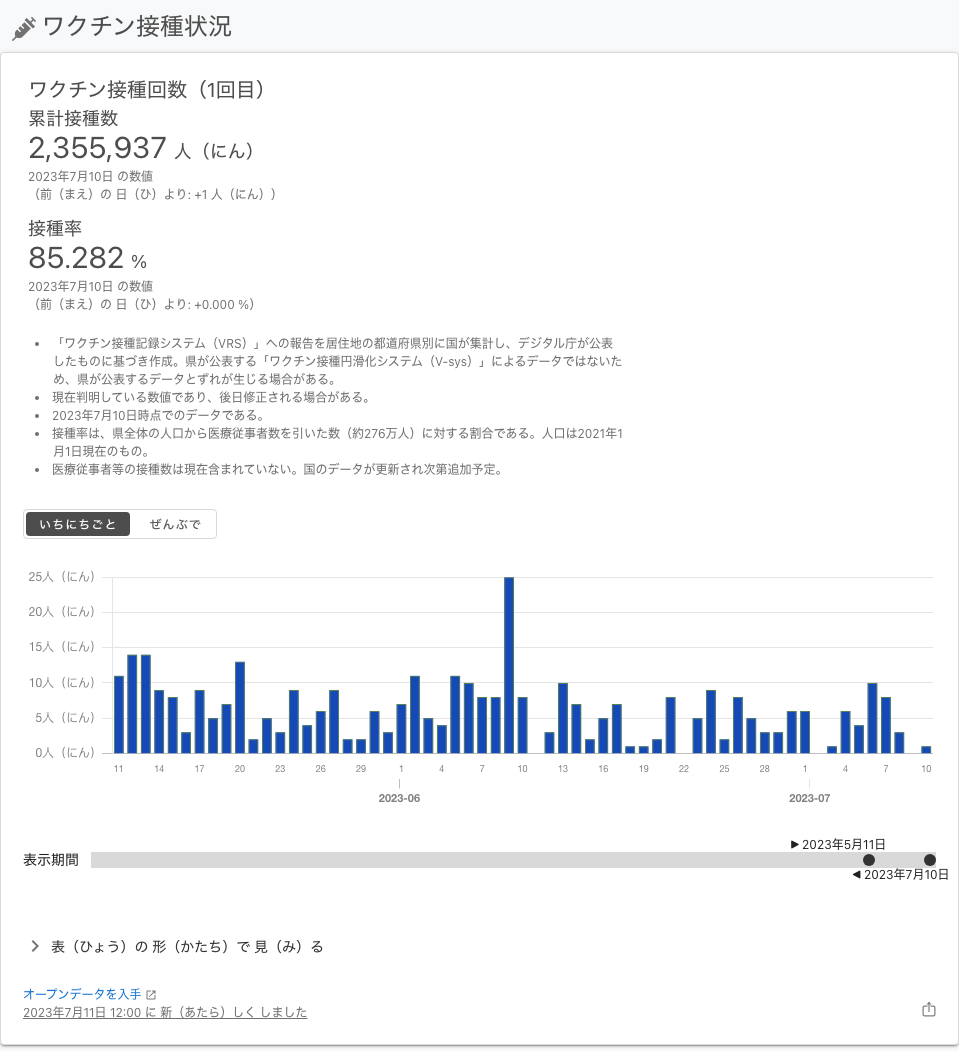 ワクチン接種状況
ワクチン接種回数（1回目）
累計接種数
2,355,937 人（にん）
2023年7月10日 の数値
（前（まえ）の 日（ひ）より: +1 人（にん））
接種率
85.282 %
2023年7月10日 の数値
（前（まえ）の 日（ひ）より: +0.000 %）
• 「ワクチン接種記録システム（VRS）」への報告を居住地の都道府県別に国が集計し、デジタル庁が公表
したものに基づき作成。県が公表する「ワクチン接種円滑化システム（V-sys）」によるデータではないた
め、県が公表するデータとずれが生じる場合がある。
• 現在判明している数値であり、後日修正される場合がある。
• 2023年7月10日時点でのデータである。
• 接種率は、県全体の人口から医療従事者数を引いた数（約276万人）に対する割合である。人口は2021年1
月1日現在のもの。
• 医療従事者等の接種数は現在含まれていない。国のデータが更新され次第追加予定。
いちにちごと ぜんぶで
25人（にん）
20人（にん）
15人（にん）
10人（にん）
5人（にん）
0人（にん）
11 14 17 20 23 26 29 1 4 7 10 13 16 19 22 25 28 1 4 7 10
2023-06 2023-07
▶ 2023年5月11日
表示期間
◀ 2023年7月10日
表（ひょう）の 形（かたち）で 見（み）る
オープンデータを入手
2023年7月11日 12:00 に 新（あたら）しく しました